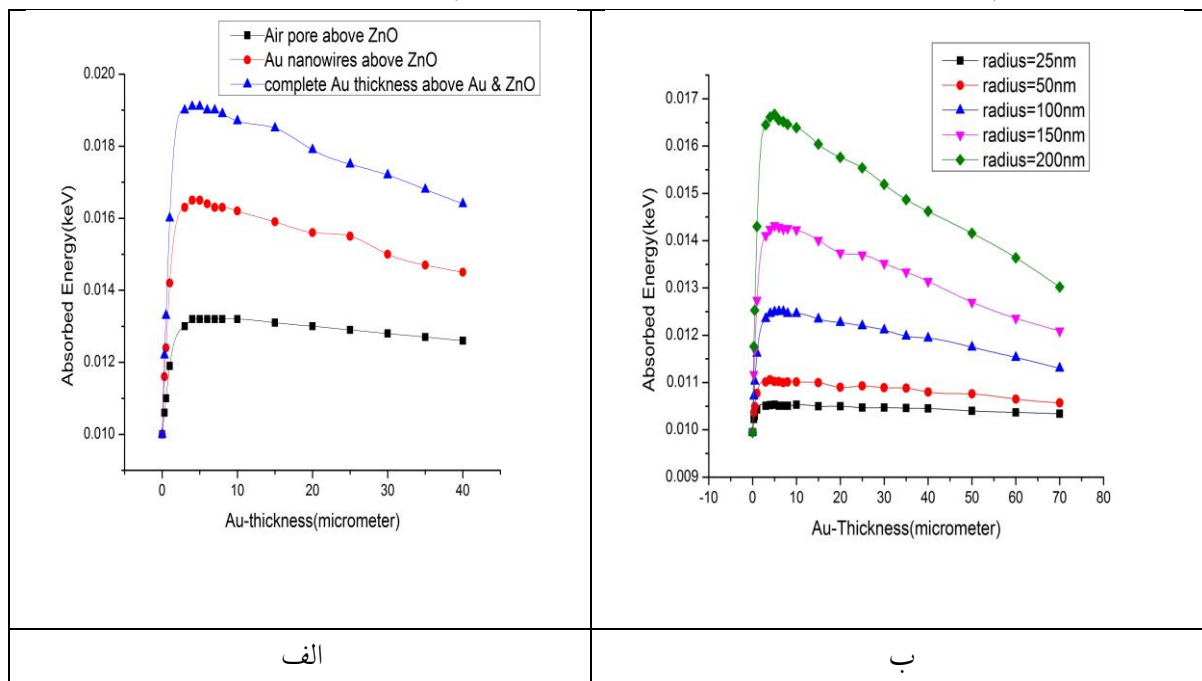 Air pore above ZnO
Au nanowires above ZnO
complete Au thickness above Au & ZnO
0.020
0.018
0.016
0.014
0.012
0.010
Absorbed Energy(keV)
0
10
20
30
40
Au-thickness(micrometer)
radius=25nm
radius=50nm
radius=100nm
radius=150nm
radius=200nm
0.017
0.016
0.015
0.014
0.013
0.012
0.011
0.010
0.009
Absorbed Energy(keV)
-10
0
10
20
30
40
50
60
70
80
Au-Thickness(micrometer)
الف
ب